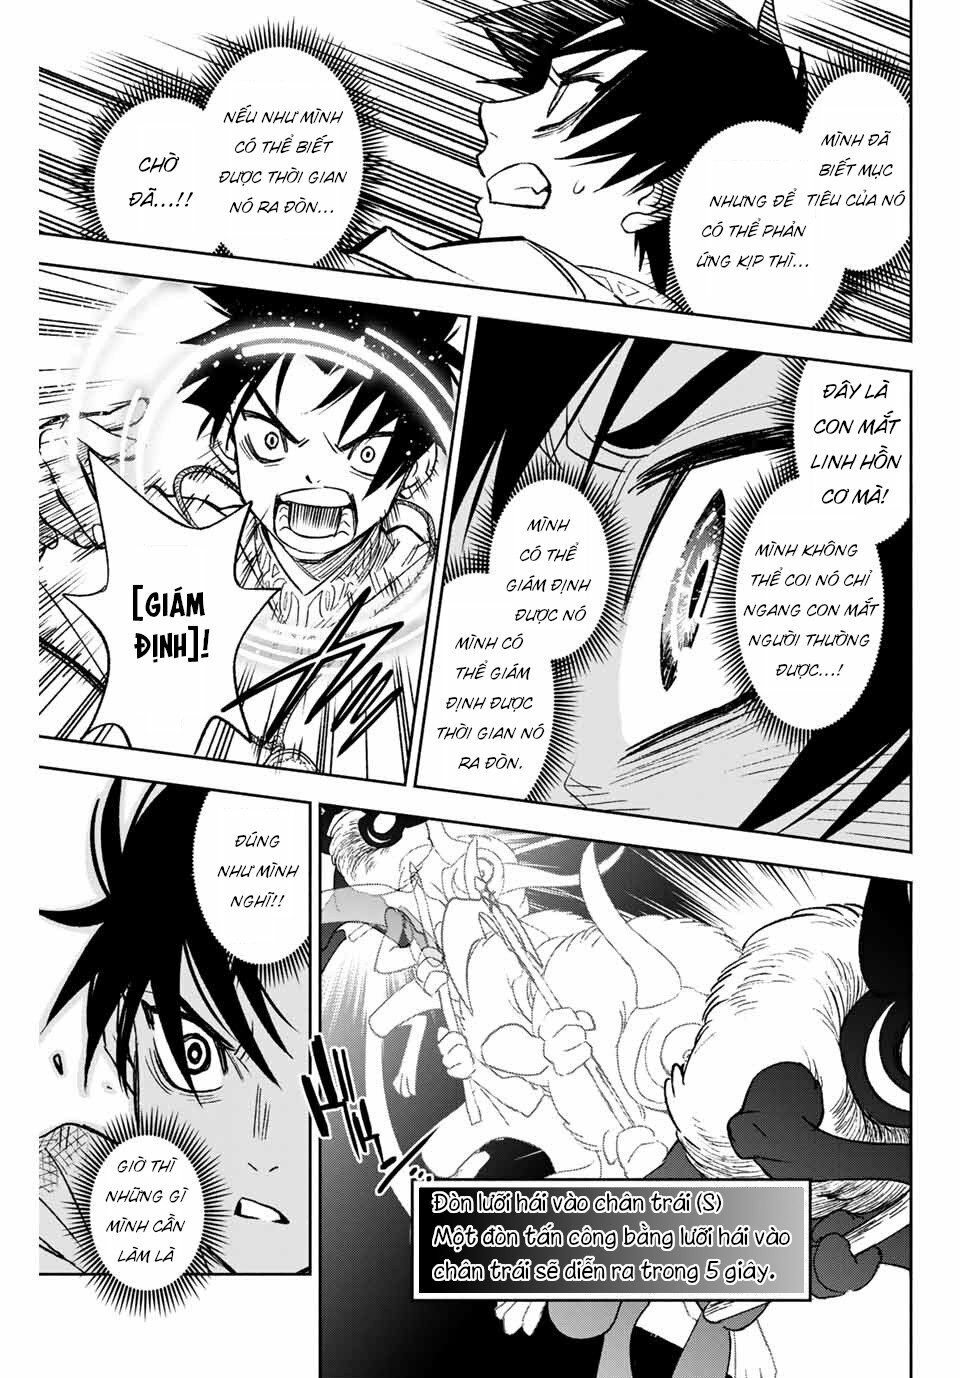 MÌNH ĐÃ
BIẾT MỤC
TIÊU CỦA NÓ
NHƯNG ĐỂ
CÓ THỂ PHẢN
ỨNG KỊP THÌ...
NẾU NHƯ MÌNH
CÓ THỂ BIẾT
ĐƯỢC THỜI GIAN
NÓ RA ĐÒN...
CHỜ
ĐÃ...!!
ĐÂY LÀ
CON MẮT
LINH HỒN
CƠ MÀ!
MÌNH KHÔNG
THỂ COI NÓ CHỈ
NGANG CON MẮT
NGƯỜI THƯỜNG
ĐƯỢC...!
MÌNH
CÓ THỂ
GIÁM ĐỊNH
ĐƯỢC NÓ
MÌNH CÓ
THỂ GIÁM
ĐỊNH ĐƯỢC
THỜI GIAN NÓ
RA ĐÒN.
[GIÁM
ĐỊNH]!
Đòn lưỡi hái vào chân trái (S)
Một đòn tấn công bằng lưỡi hái vào
chân trái sẽ diễn ra trong 5 giây.
ĐÚNG
NHƯ MÌNH
NGHĨ!!
GIỜ THÌ
NHỮNG GÌ
MÌNH CẦN
LÀM LÀ